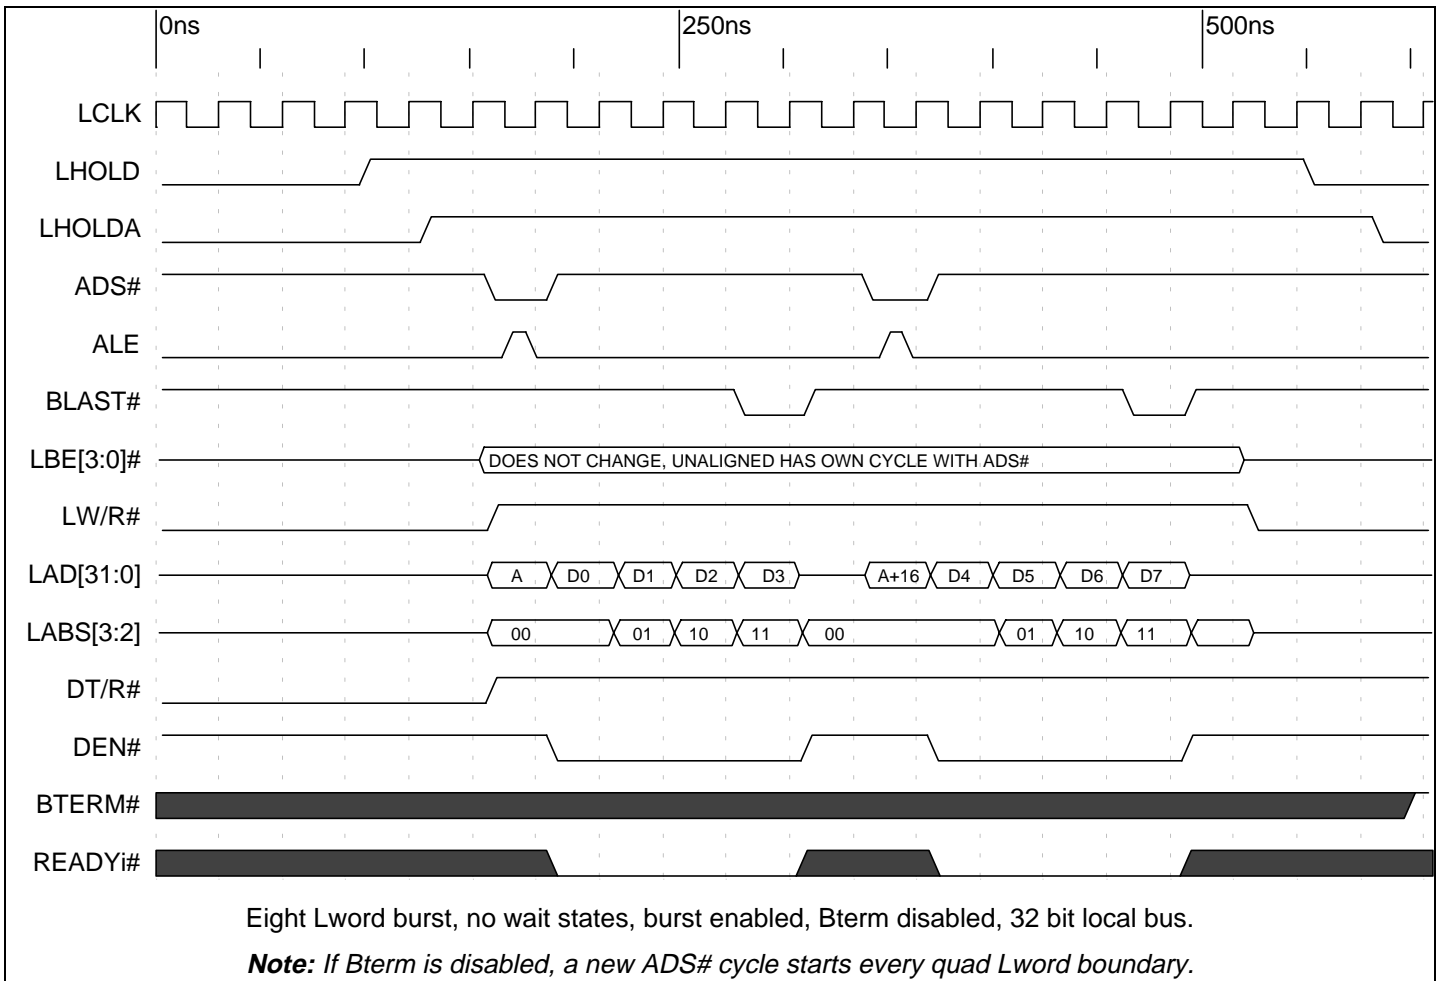 0ns 250ns 500ns
LCLK
LHOLD
LHOLDA
ADS#
ALE
BLAST#
LBE[3:0]# DOES NOT CHANGE, UNALIGNED HAS OWN CYCLE WITH ADS#
LW/R#
LAD[31:0] A D0 D1 D2 D3 A+16 D4 D5 D6 D7
LABS[3:2] 00 01 10 11 00 01 10 11
DT/R#
DEN#
BTERM#
READYi#
Eight Lword burst, no wait states, burst enabled, Bterm disabled, 32 bit local bus.
Note: If Bterm is disabled, a new ADS# cycle starts every quad Lword boundary.